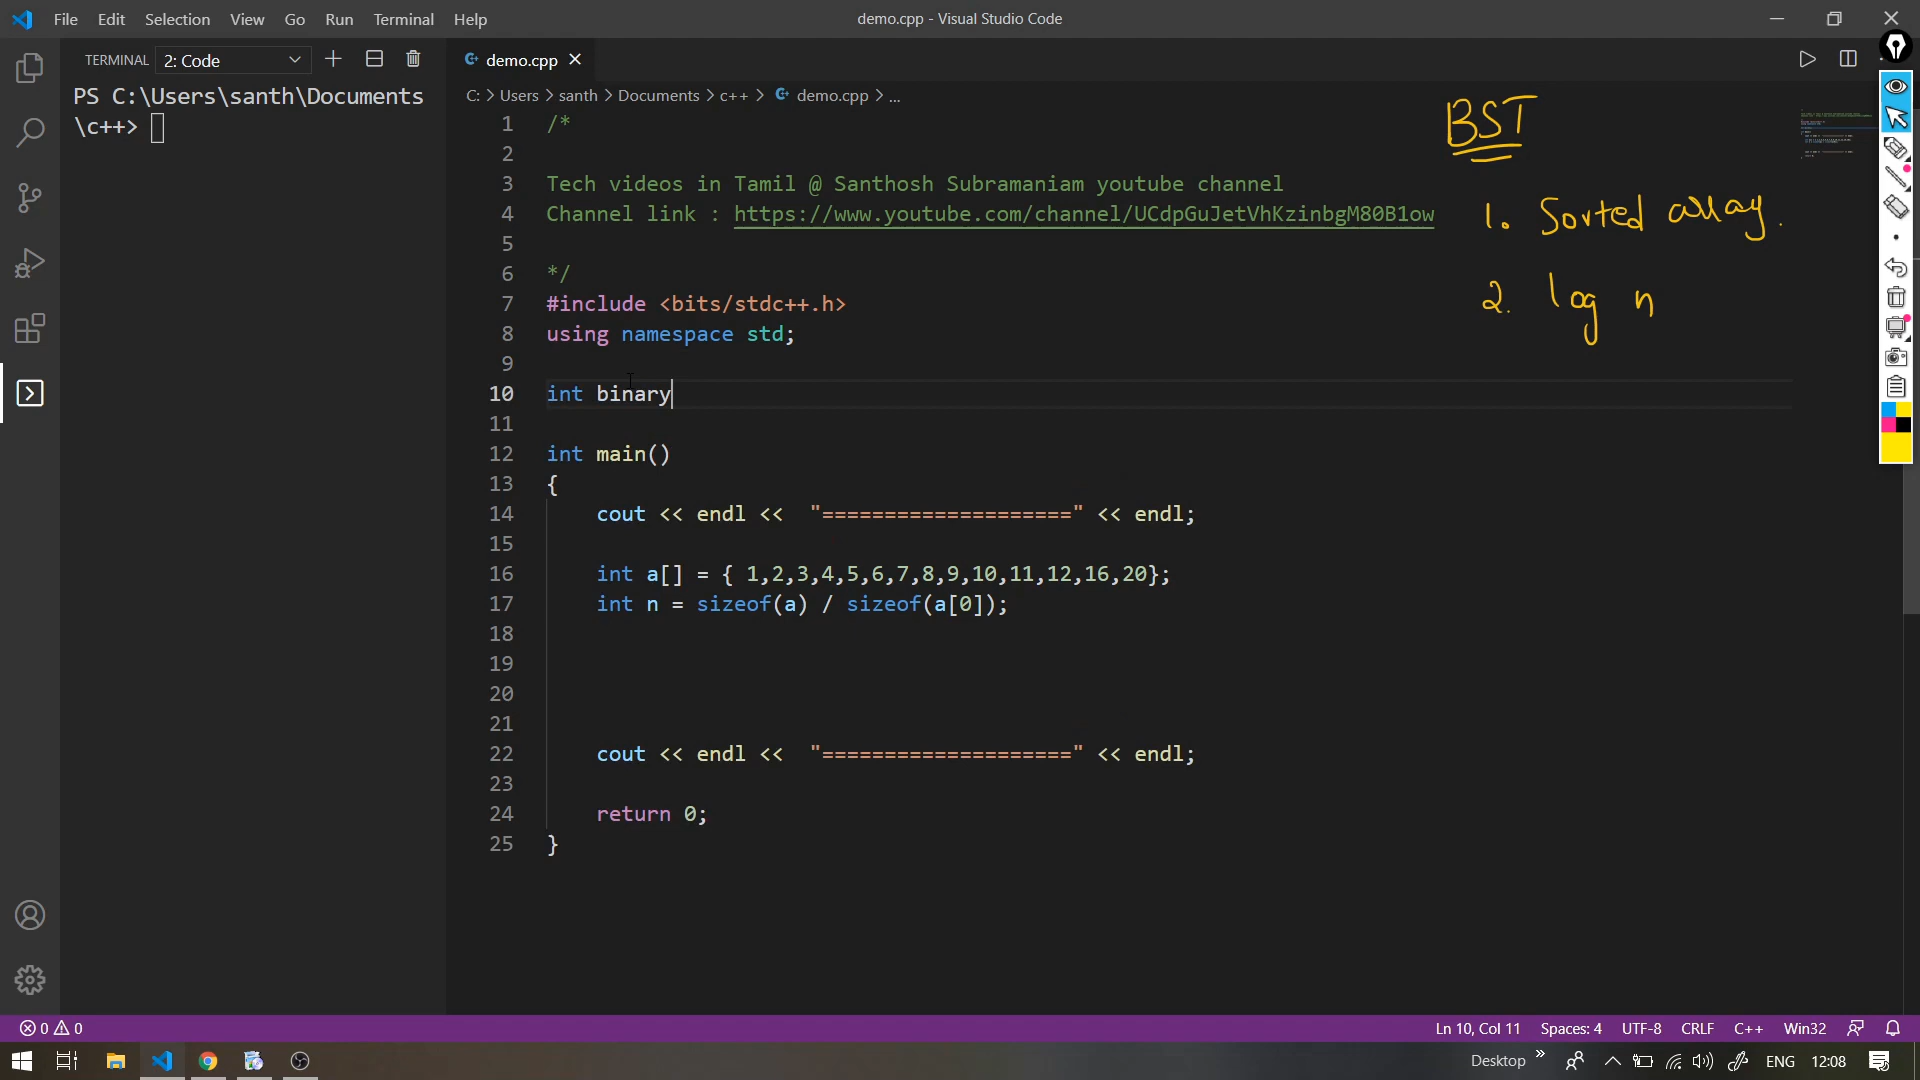 File Edit Selection View Go Run Terminal Help
demo.cpp - Visual Studio Code
TERMINAL 2: Code
demo.cpp
PS C:\Users\santh\Documents
\c++>
C: > Users > santh > Documents > c++ > demo.cpp > ...
1 /*
2
3 Tech videos in Tamil @ Santhosh Subramaniam youtube channel
4 Channel link : https://www.youtube.com/channel/UCdpGuJetVhKzinbgM80B1ow
5
6 */
7 #include <bits/stdc++.h>
8 using namespace std;
9
10 int binary
11
12 int main()
13 {
14 cout << endl << "====================" << endl;
15
16 int a[] = { 1,2,3,4,5,6,7,8,9,10,11,12,16,20};
17 int n = sizeof(a) / sizeof(a[0]);
18
19
20
21
22 cout << endl << "====================" << endl;
23
24 return 0;
25 }
BST
1. Sorted array.
2. log n
0 0
Ln 10, Col 11 Spaces: 4 UTF-8 CRLF C++ Win32
Desktop » ENG 12:08